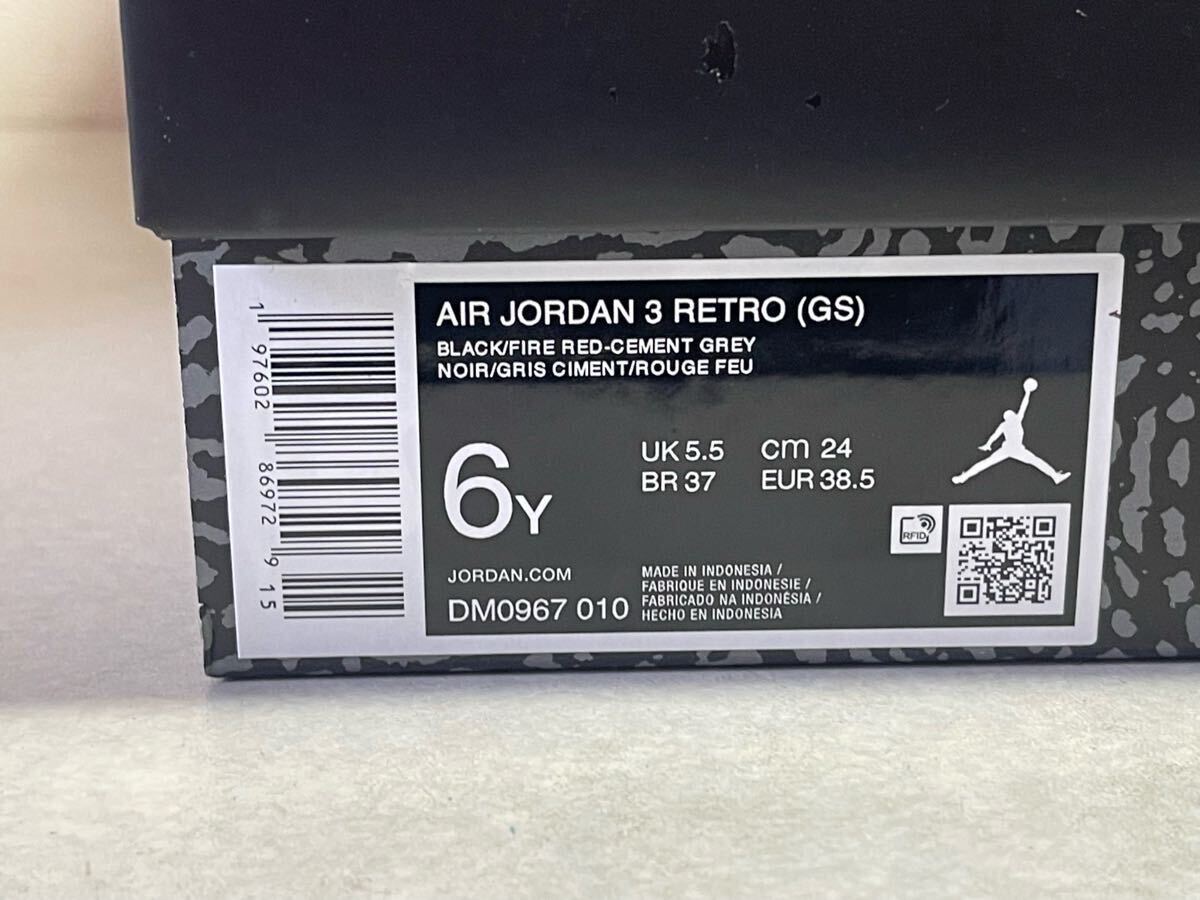 AIR JORDAN 3 RETRO (GS)
BLACK/FIRE RED-CEMENT GREY
NOIR/GRIS CIMENT/ROUGE FEU
6Y
UK 5.5 cm 24
BR 37 EUR 38.5
RFID
JORDAN.COM
DM0967 010
MADE IN INDONESIA /
FABRIQUE EN INDONESIE /
FABRICADO NA INDONÉSIA /
HECHO EN INDONESIA
1 97602 86972 9 15